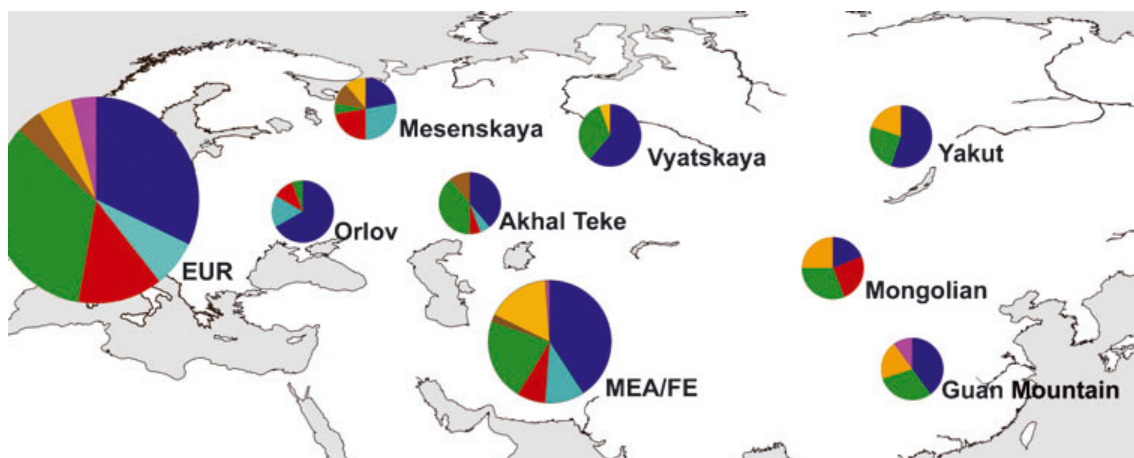 Mesenskaya
Vyatskaya
Yakut
Orlov
Akhal Teke
EUR
Mongolian
MEA/FE
Guan Mountain